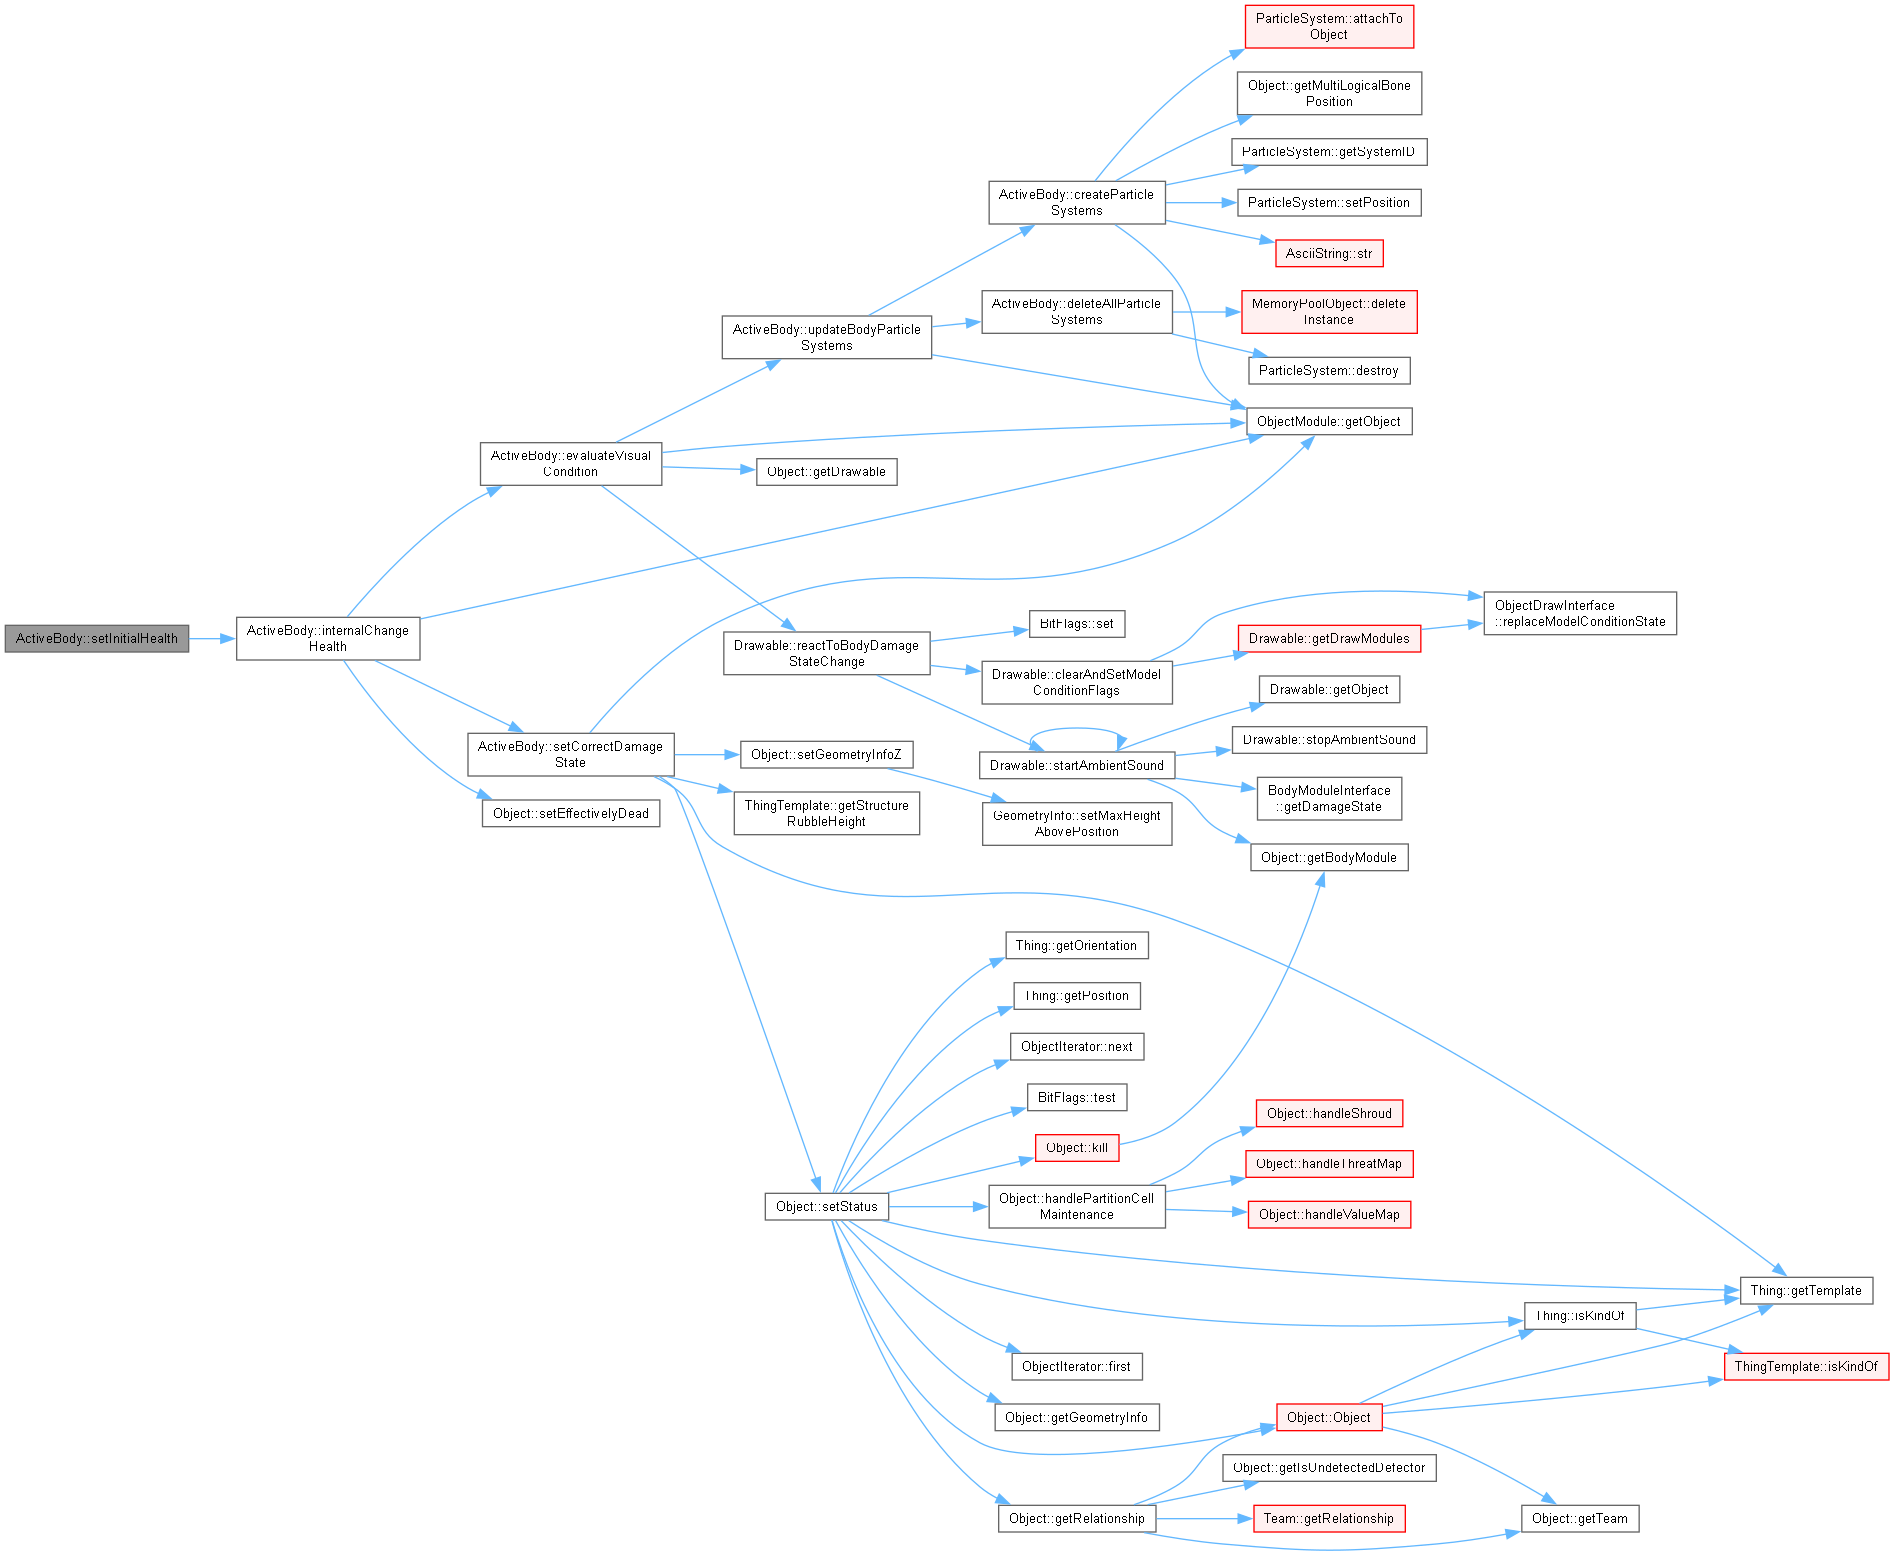 ParticleSystem::attachTo
Object
Object::getMultiLogicalBone
Position
ParticleSystem::getSystemID
ActiveBody::createParticle
Systems
ParticleSystem::setPosition
AsciiString::str
ActiveBody::deleteAllParticle
Systems
MemoryPoolObject::delete
Instance
ActiveBody::updateBodyParticle
Systems
ParticleSystem::destroy
ObjectModule::getObject
ActiveBody::evaluateVisual
Condition
Object::getDrawable
ObjectDrawInterface
::replaceModelConditionState
BitFlags::set
ActiveBody::setInitialHealth
ActiveBody::internalChange
Health
Drawable::getDrawModules
Drawable::reactToBodyDamage
StateChange
Drawable::clearAndSetModel
ConditionFlags
Drawable::getObject
Drawable::stopAmbientSound
ActiveBody::setCorrectDamage
State
Object::setGeometryInfoZ
Drawable::startAmbientSound
BodyModuleInterface
::getDamageState
ThingTemplate::getStructure
RubbleHeight
Object::setEffectivelyDead
GeometryInfo::setMaxHeight
AbovePosition
Object::getBodyModule
Thing::getOrientation
Thing::getPosition
ObjectIterator::next
BitFlags::test
Object::handleShroud
Object::kill
Object::handleThreatMap
Object::setStatus
Object::handlePartitionCell
Maintenance
Object::handleValueMap
Thing::getTemplate
Thing::isKindOf
ObjectIterator::first
ThingTemplate::isKindOf
Object::getGeometryInfo
Object::Object
Object::getIsUndetectedDefector
Object::getRelationship
Team::getRelationship
Object::getTeam